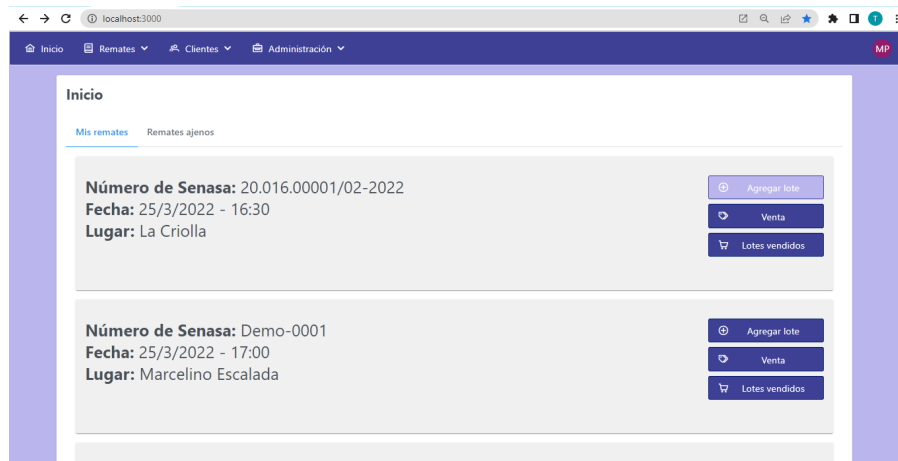 localhost:3000
T
Inicio Remates Clientes Administración MP
Inicio
Mis remates Remates ajenos
Número de Senasa: 20.016.00001/02-2022
Fecha: 25/3/2022 - 16:30
Lugar: La Criolla
Agregar lote
Venta
Lotes vendidos
Número de Senasa: Demo-0001
Fecha: 25/3/2022 - 17:00
Lugar: Marcelino Escalada
Agregar lote
Venta
Lotes vendidos